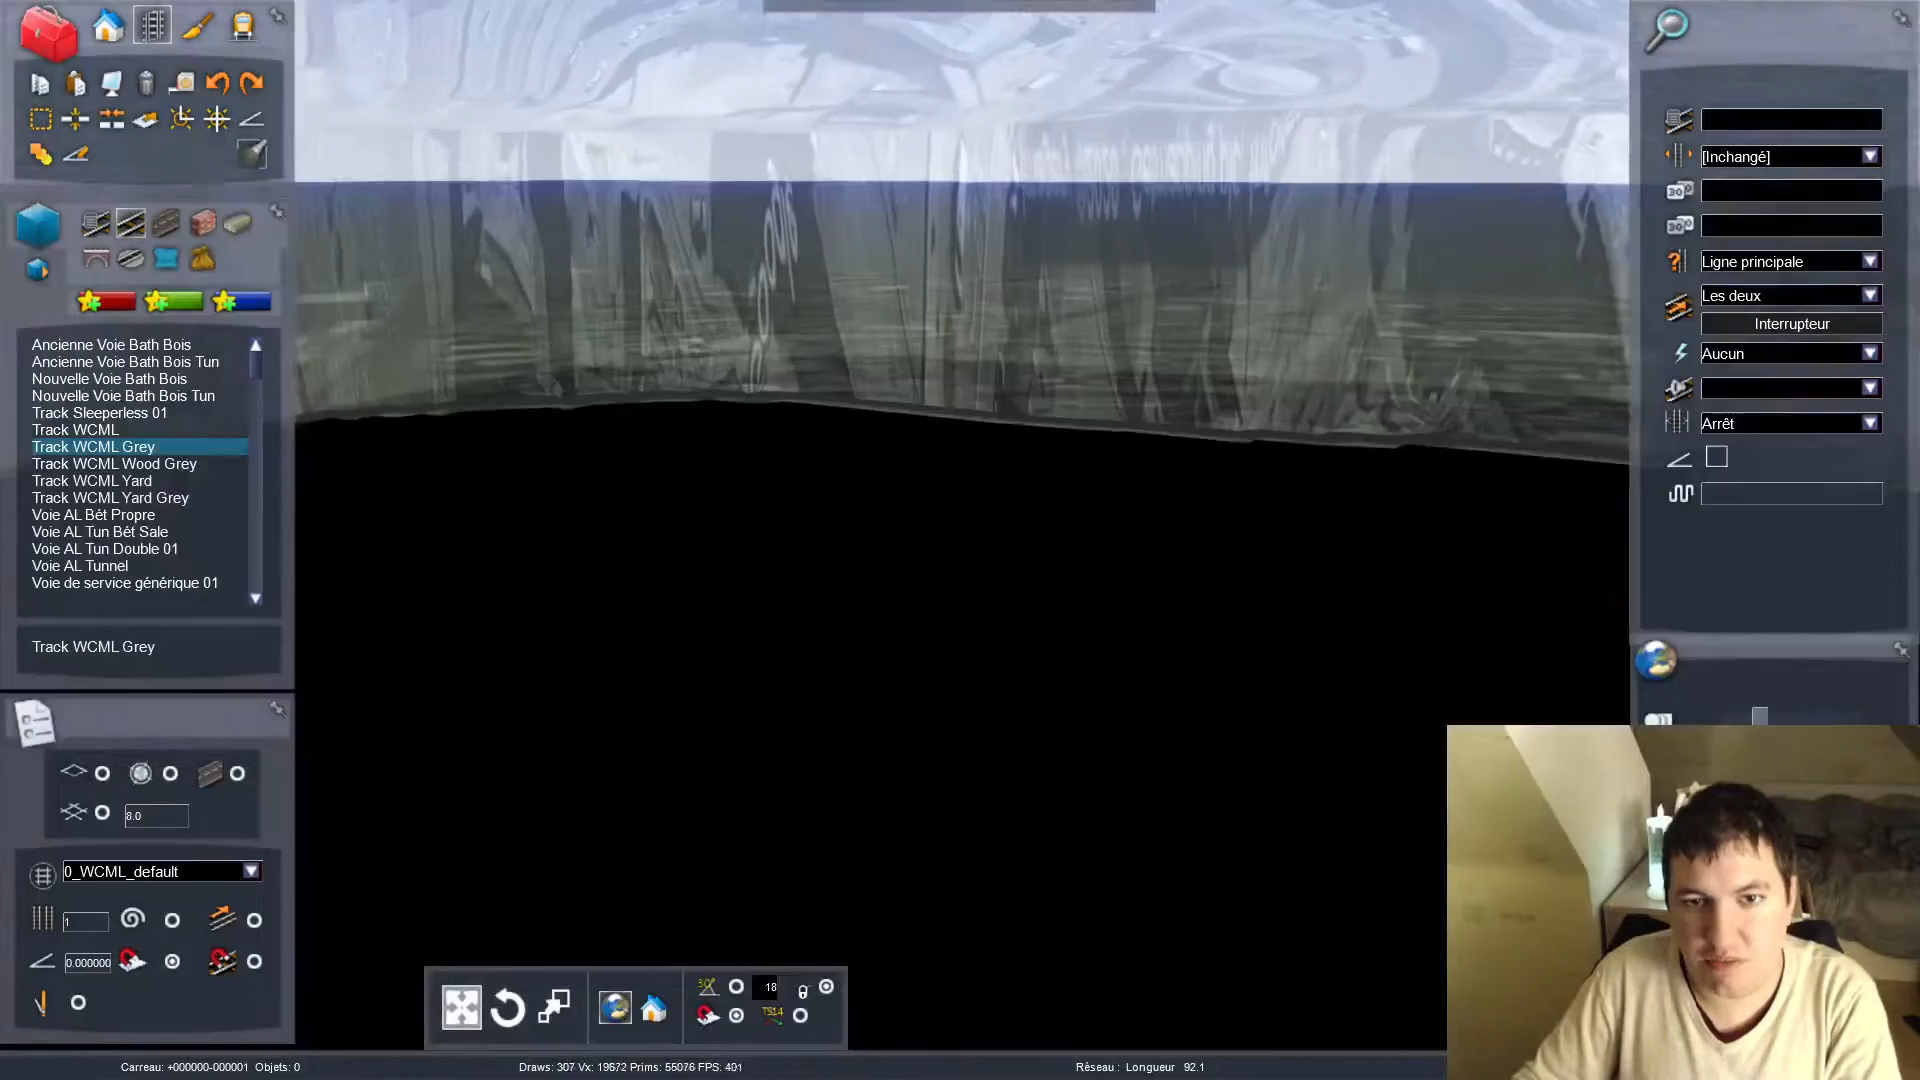 Ancienne Voie Bath Bois
Ancienne Voie Bath Bois Tun
Nouvelle Voie Bath Bois
Nouvelle Voie Bath Bois Tun
Track Sleeperless 01
Track WCML
Track WCML Grey
Track WCML Wood Grey
Track WCML Yard
Track WCML Yard Grey
Voie AL Bét Propre
Voie AL Tun Bét Sale
Voie AL Tun Double 01
Voie AL Tunnel
Voie de service générique 01
Track WCML Grey
8.0
0_WCML_default
1
0.000000
[Inchangé]
30
30
Ligne principale
Les deux
Interrupteur
Aucun
Arrêt
18
TS14
Carreau: +000000-000001 Objets: 0
Draws: 307 Vx: 19672 Prims: 55076 FPS: 401
Réseau : Longueur 92.1